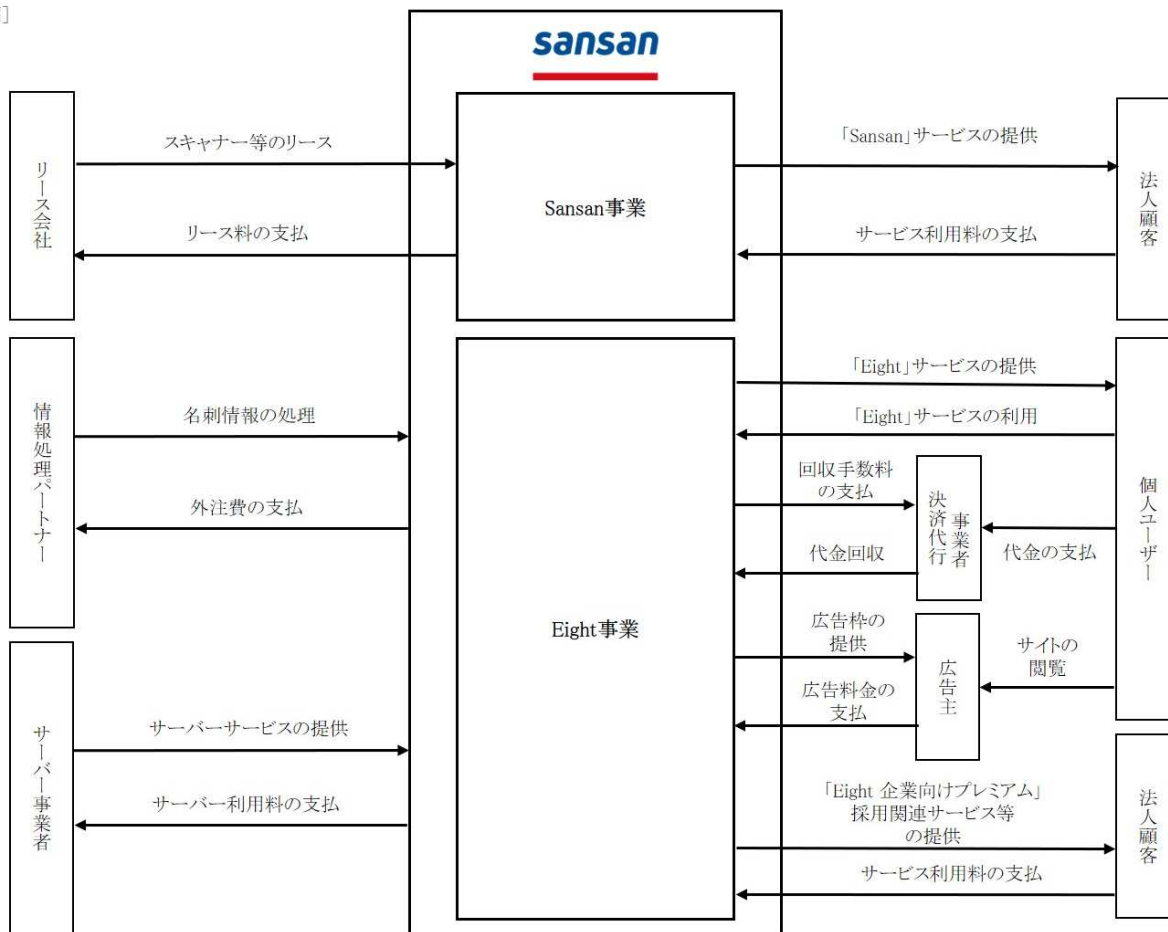 ]
sansan
リース会社
スキャナー等のリース
リース料の支払
Sansan事業
「Sansan」サービスの提供
サービス利用料の支払
法人顧客
情報処理パートナー
名刺情報の処理
外注費の支払
Eight事業
「Eight」サービスの提供
「Eight」サービスの利用
回収手数料
の支払
代金回収
事業者
決済代行
代金の支払
個人ユーザー
広告枠の
提供
広告料金の
支払
広告主
サイトの
閲覧
サーバー事業者
サーバーサービスの提供
サーバー利用料の支払
「Eight 企業向けプレミアム」
採用関連サービス等
の提供
サービス利用料の支払
法人顧客